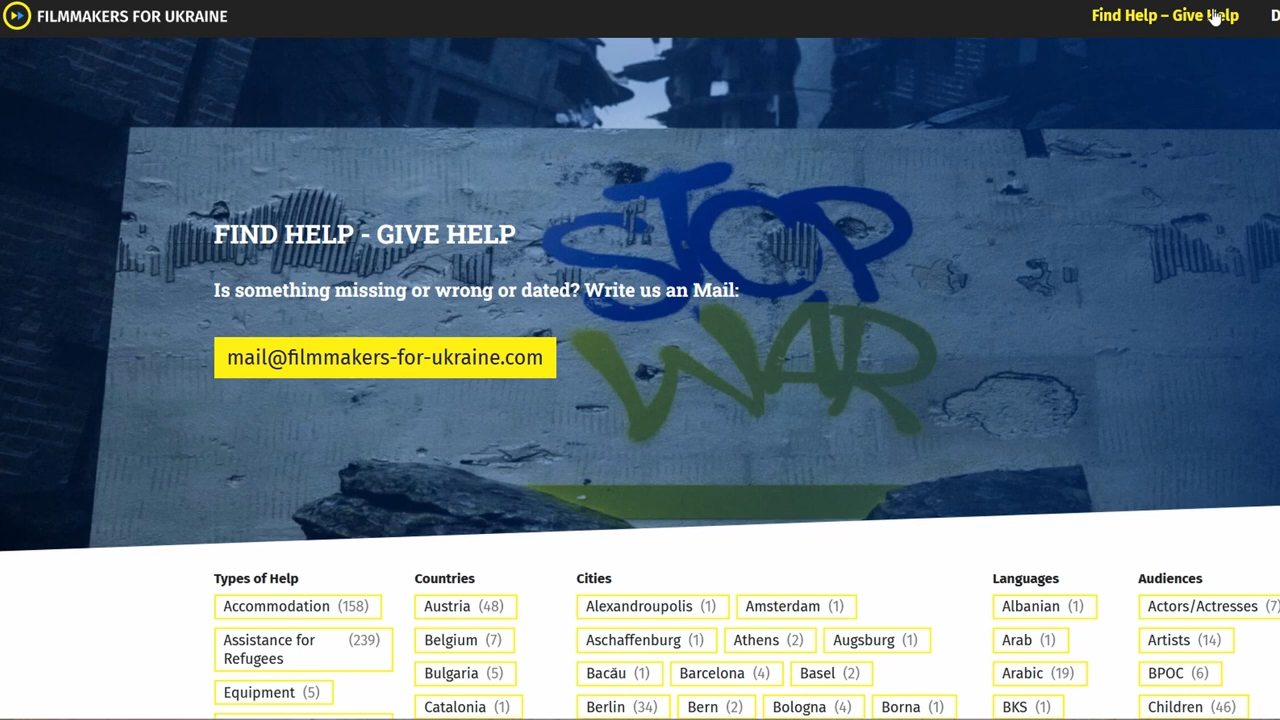 FILMMAKERS FOR UKRAINE
Find Help – Give Help
D
STOP
WAR
FIND HELP - GIVE HELP
Is something missing or wrong or dated? Write us an Mail:
mail@filmmakers-for-ukraine.com
Types of Help
Accommodation (158)
Assistance for (239)
Refugees
Equipment (5)
Countries
Austria (48)
Belgium (7)
Bulgaria (5)
Catalonia (1)
Cities
Alexandroupolis (1) Amsterdam (1)
Aschaffenburg (1) Athens (2) Augsburg (1)
Bacău (1) Barcelona (4) Basel (2)
Berlin (34) Bern (2) Bologna (4) Borna (1)
Languages
Albanian (1)
Arab (1)
Arabic (19)
BKS (1)
Audiences
Actors/Actresses (7)
Artists (14)
BPOC (6)
Children (46)